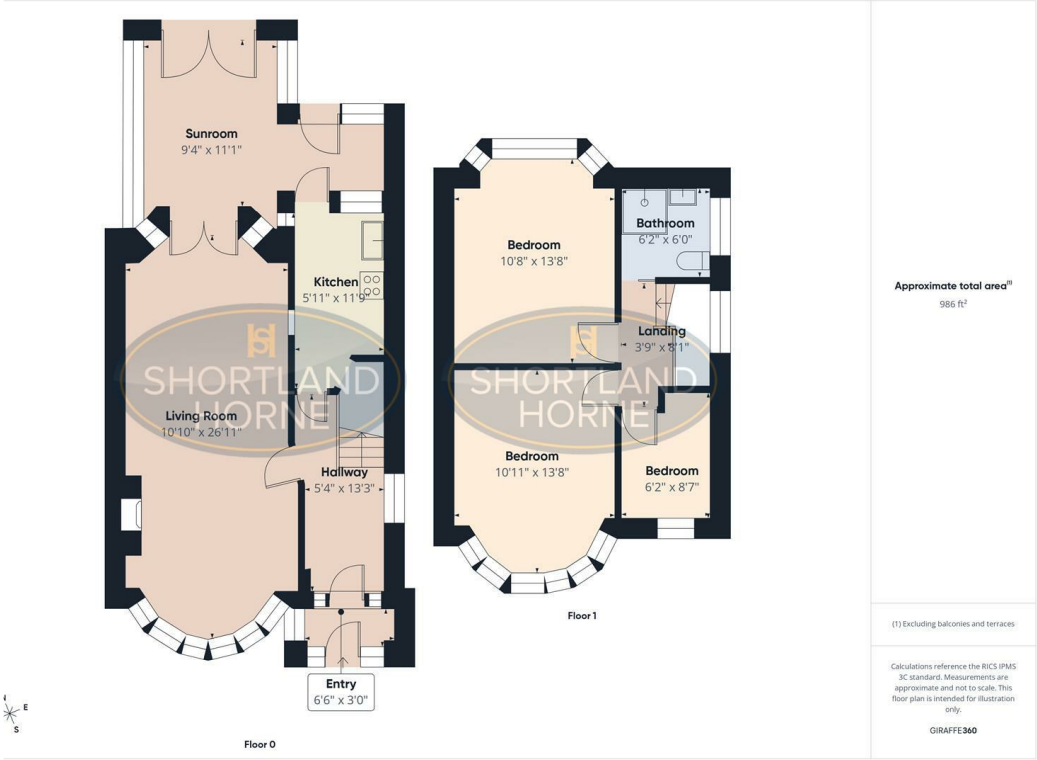 Sunroom
9'4" x 11'1"
Kitchen
5'11" x 11'9"
Living Room
10'10" x 26'11"
Hallway
5'4" x 13'3"
Entry
6'6" x 3'0"
Floor 0
SHORTLAND
HORNE
Bedroom
10'8" x 13'8"
Bathroom
6'2" x 6'0"
Landing
3'9" x 8'1"
Bedroom
10'11" x 13'8"
Bedroom
6'2" x 8'7"
Floor 1
SHORTLAND
HORNE
E
S
Approximate total area(1)
986 ft²
(1) Excluding balconies and terraces
Calculations reference the RICS IPMS
3C standard. Measurements are
approximate and not to scale. This
floor plan is intended for illustration
only.
GIRAFFE360